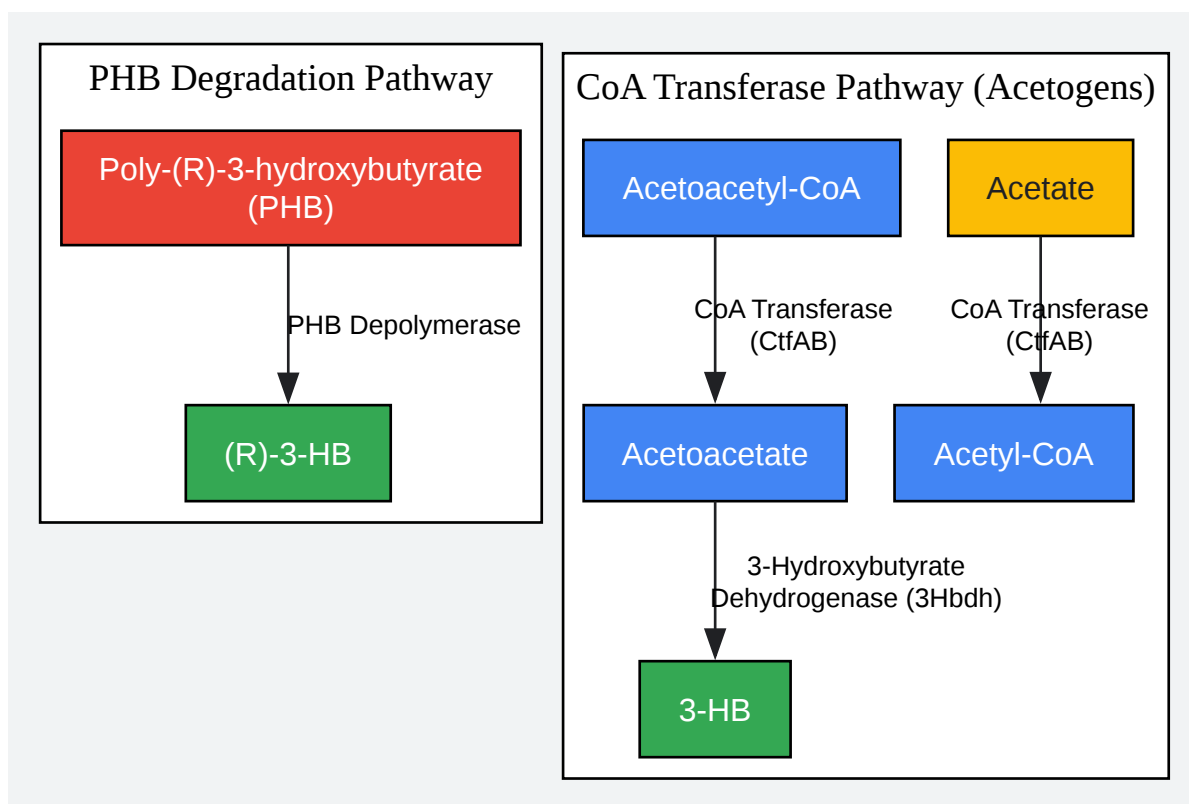 PHB Degradation Pathway
Poly-(R)-3-hydroxybutyrate
(PHB)
PHB Depolymerase
(R)-3-HB
CoA Transferase Pathway (Acetogens)
Acetoacetyl-CoA
Acetate
CoA Transferase
(CtfAB)
CoA Transferase
(CtfAB)
Acetoacetate
Acetyl-CoA
3-Hydroxybutyrate
Dehydrogenase (3Hbdh)
3-HB